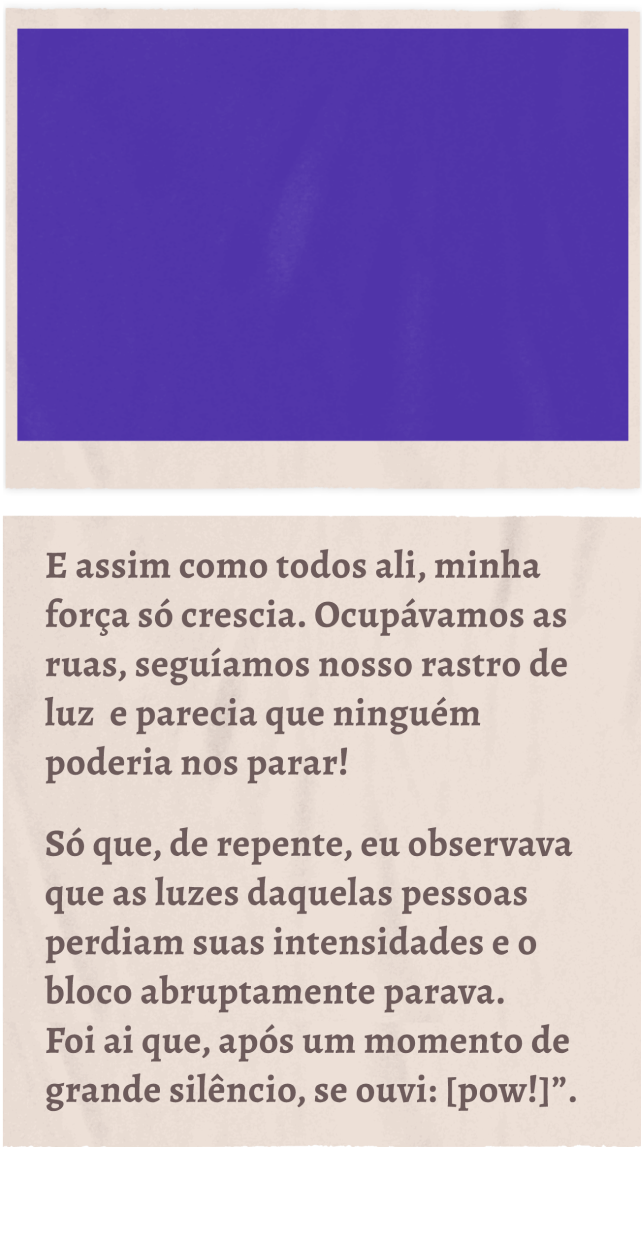 E assim como todos ali, minha
força só crescia. Ocupávamos as
ruas, seguíamos nosso rastro de
luz  e parecia que ninguém
poderia nos parar!
Só que, de repente, eu observava
que as luzes daquelas pessoas
perdiam suas intensidades e o
bloco abruptamente parava.
Foi ai que, após um momento de
grande silêncio, se ouvi: [pow!]”.